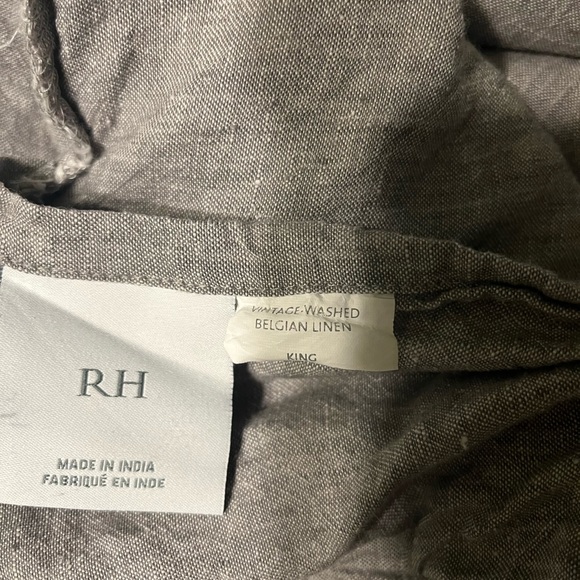 RH
MADE IN INDIA
FABRIQUÉ EN INDE
VINTAGE-WASHED
BELGIAN LINEN
KING